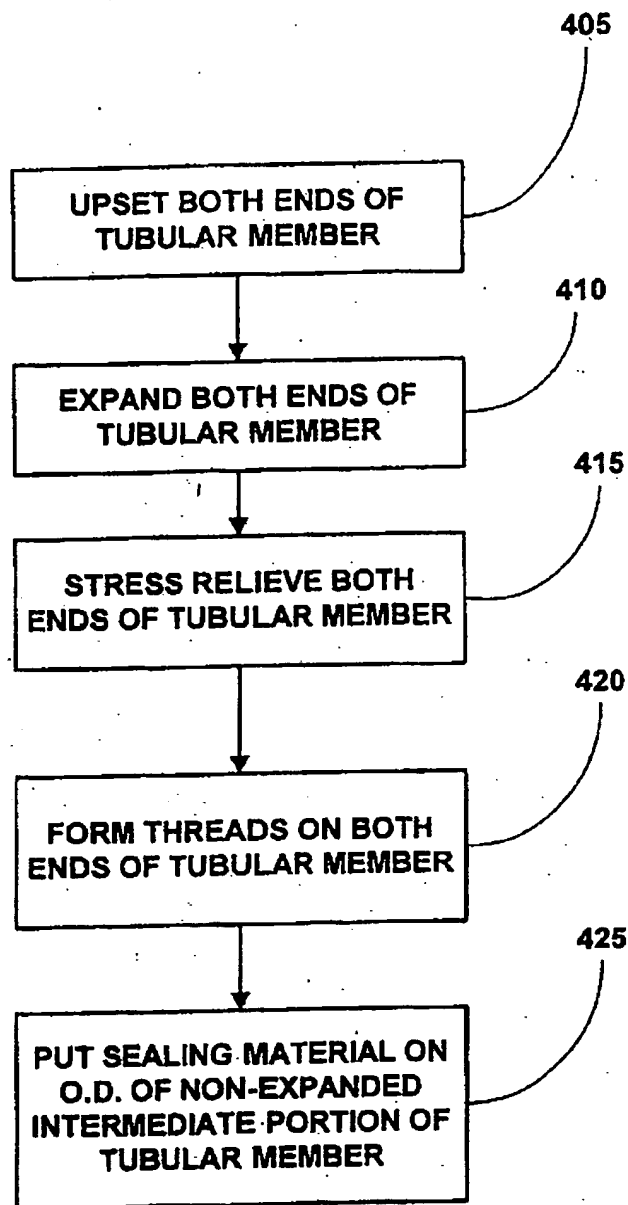 405
UPSET BOTH ENDS OF
TUBULAR MEMBER
410
EXPAND BOTH ENDS OF
TUBULAR MEMBER
415
STRESS RELIEVE BOTH
ENDS OF TUBULAR MEMBER
420
FORM THREADS ON BOTH
ENDS OF TUBULAR MEMBER
425
PUT SEALING MATERIAL ON
O.D. OF NON-EXPANDED
INTERMEDIATE PORTION OF
TUBULAR MEMBER